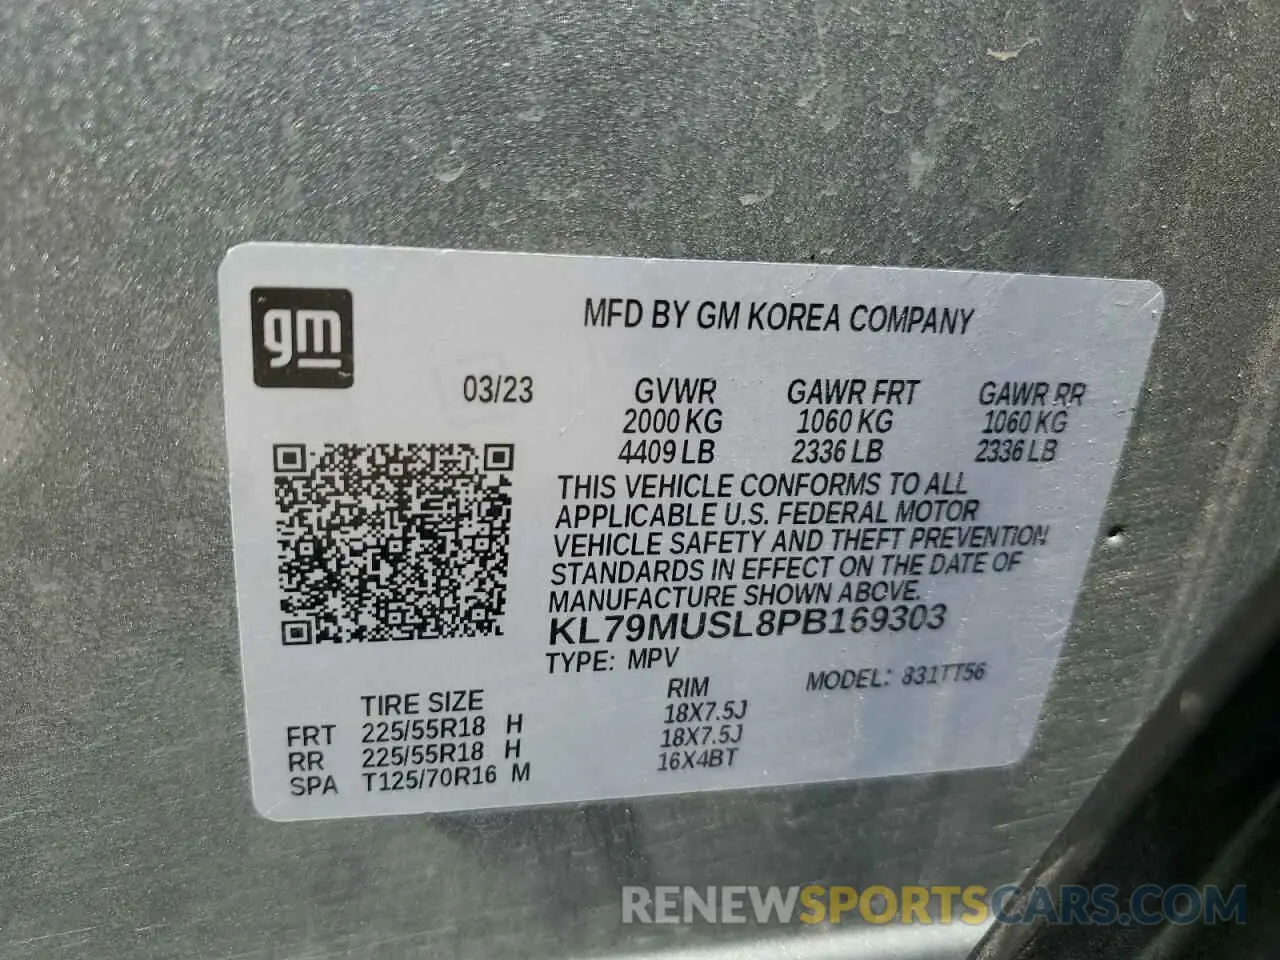 gm
MFD BY GM KOREA COMPANY
03/23 GVWR GAWR FRT GAWR RR
2000 KG 1060 KG 1060 KG
4409 LB 2336 LB 2336 LB
THIS VEHICLE CONFORMS TO ALL
APPLICABLE U.S. FEDERAL MOTOR
VEHICLE SAFETY AND THEFT PREVENTION
STANDARDS IN EFFECT ON THE DATE OF
MANUFACTURE SHOWN ABOVE.
KL79MUSL8PB169303
TYPE: MPV MODEL: 831TT56
TIRE SIZE RIM
FRT 225/55R18 H 18X7.5J
RR 225/55R18 H 18X7.5J
SPA T125/70R16 M 16X4BT
RENEWSPORTSCARS.COM